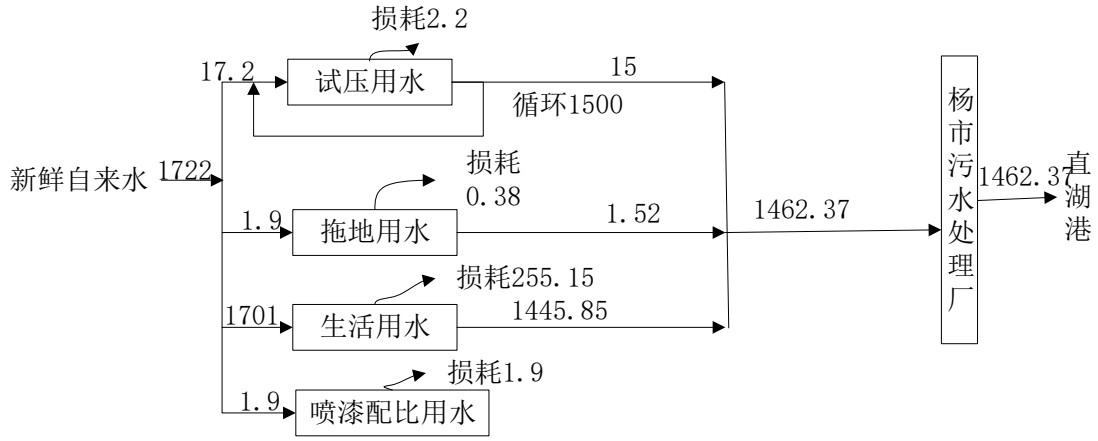 损耗2.2
17.2
试压用水
15
循环1500
新鲜自来水
1722
损耗
0.38
1.9
拖地用水
1.52
1462.37
杨市污水处理厂
1462.37
直湖港
损耗255.15
1701
生活用水
1445.85
损耗1.9
1.9
喷漆配比用水